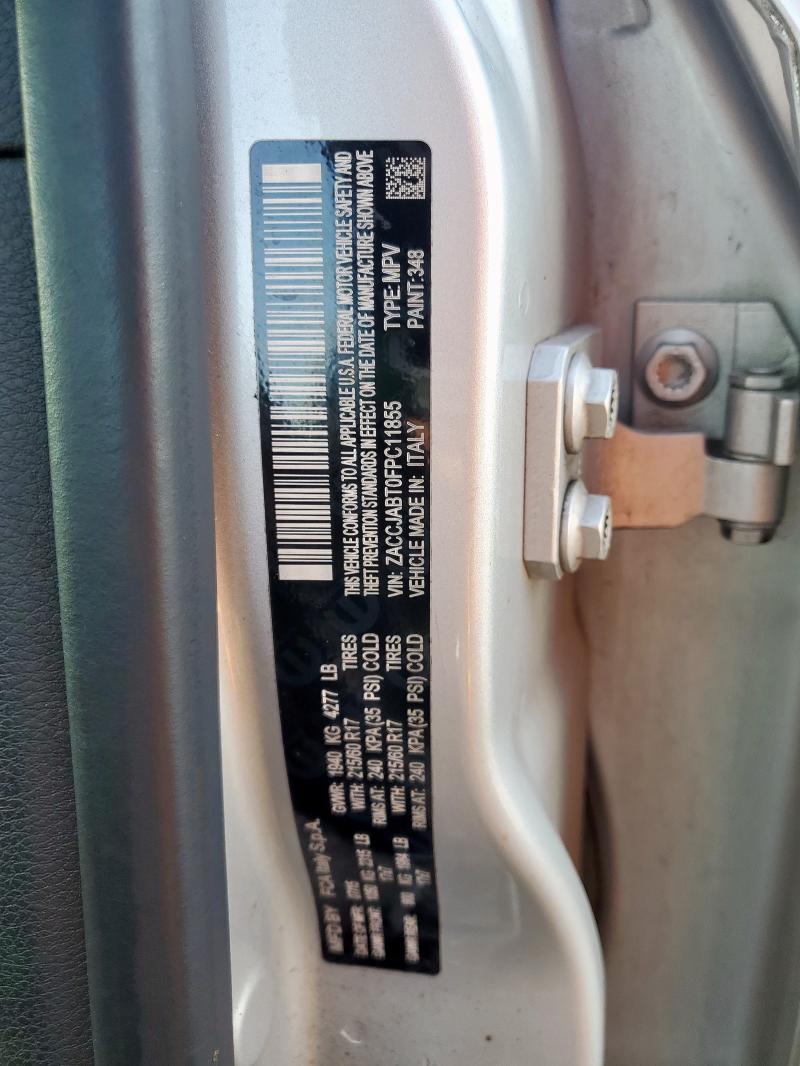 MFD BY FCA Italy S.p.A.
GWR: 1940 KG 4277 LB
WITH: 215/60 R17 TIRES
RIMS AT: 240 KPA(35 PSI) COLD
WITH: 215/60 R17 TIRES
RIMS AT: 240 KPA(35 PSI) COLD
THIS VEHICLE CONFORMS TO ALL APPLICABLE U.S.A. FEDERAL MOTOR VEHICLE SAFETY AND
THEFT PREVENTION STANDARDS IN EFFECT ON THE DATE OF MANUFACTURE SHOWN ABOVE
VIN: ZACCJABT0FPC11855 TYPE: MPV
VEHICLE MADE IN: ITALY PAINT: 348